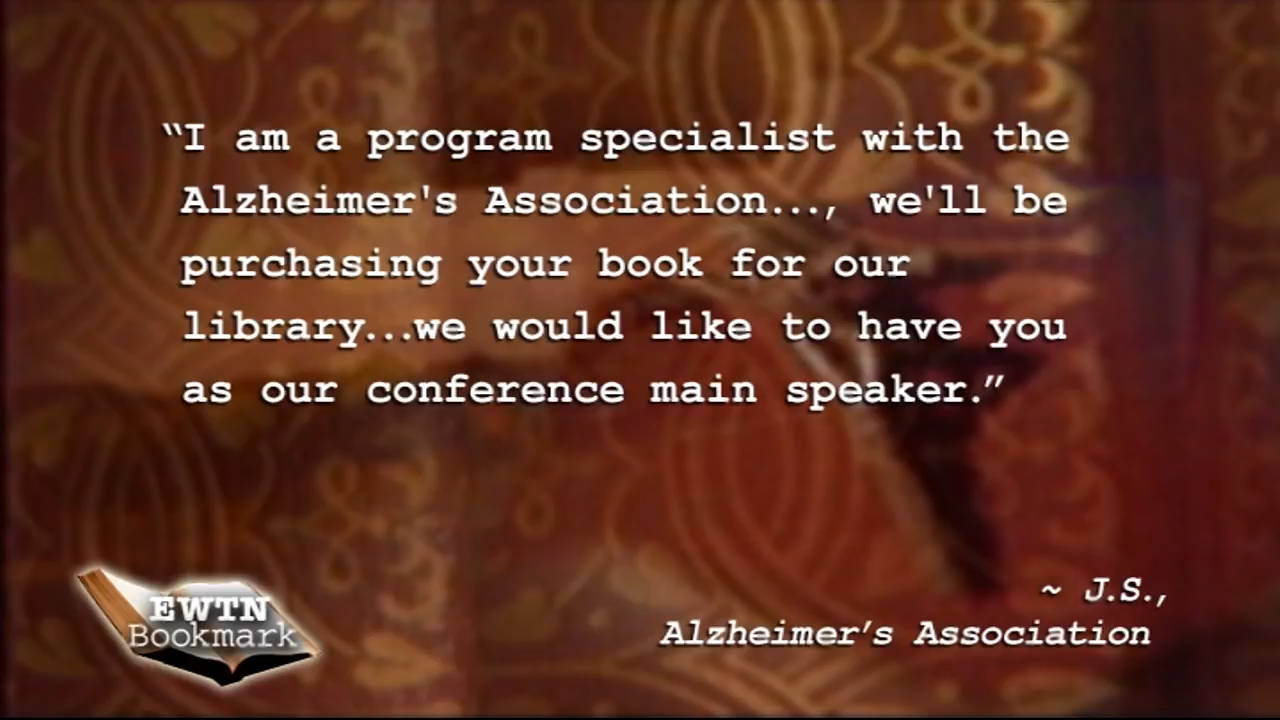 “I am a program specialist with the
Alzheimer's Association..., we'll be
purchasing your book for our
library...we would like to have you
as our conference main speaker.”
~ J.S.,
Alzheimer’s Association
EWTN
Bookmark